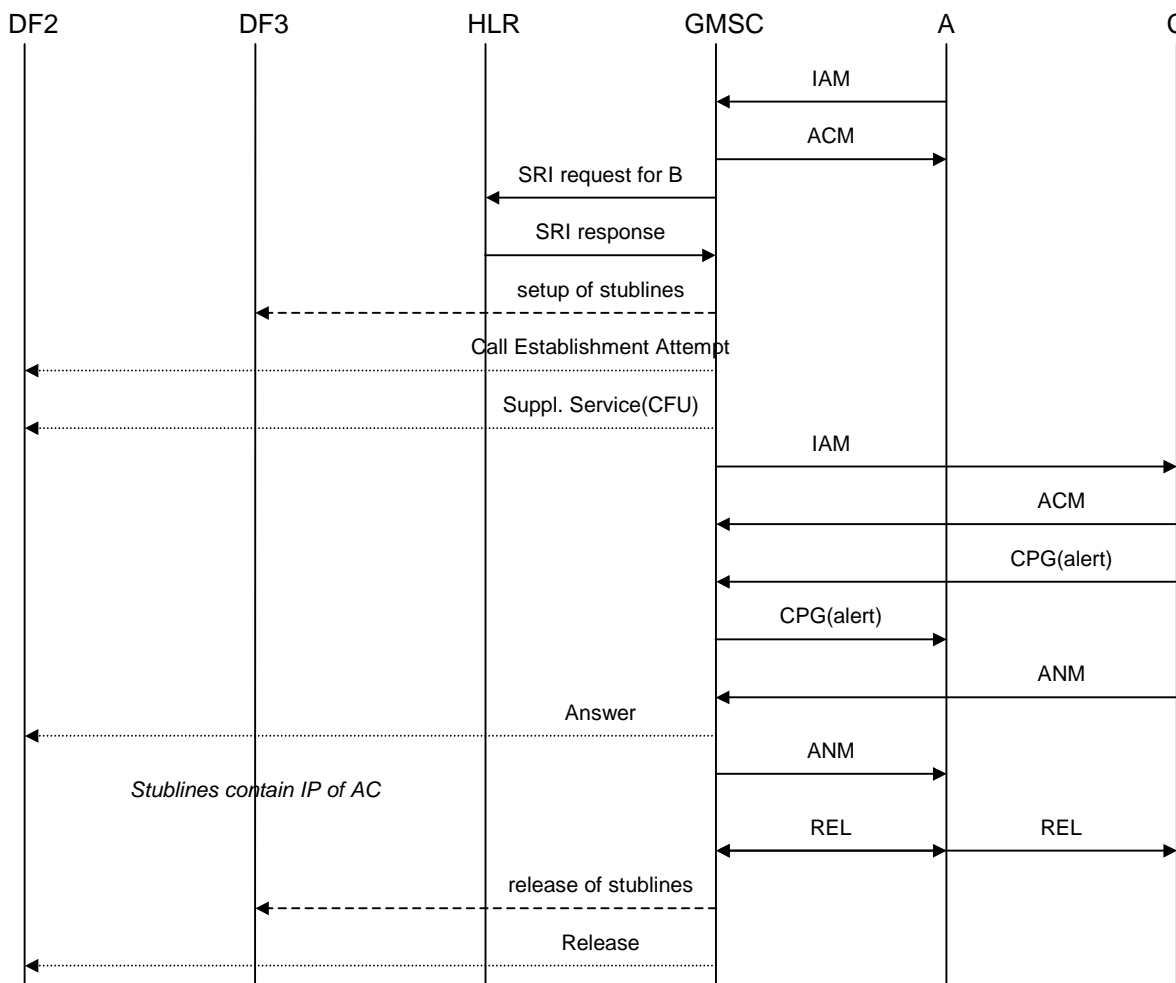 DF2 DF3 HLR GMSC A C
IAM
ACM
SRI request for B
SRI response
setup of stublines
Call Establishment Attempt
Suppl. Service(CFU)
IAM
ACM
CPG(alert)
CPG(alert)
ANM
Answer
ANM
Stublines contain IP of AC
REL REL
release of stublines
Release